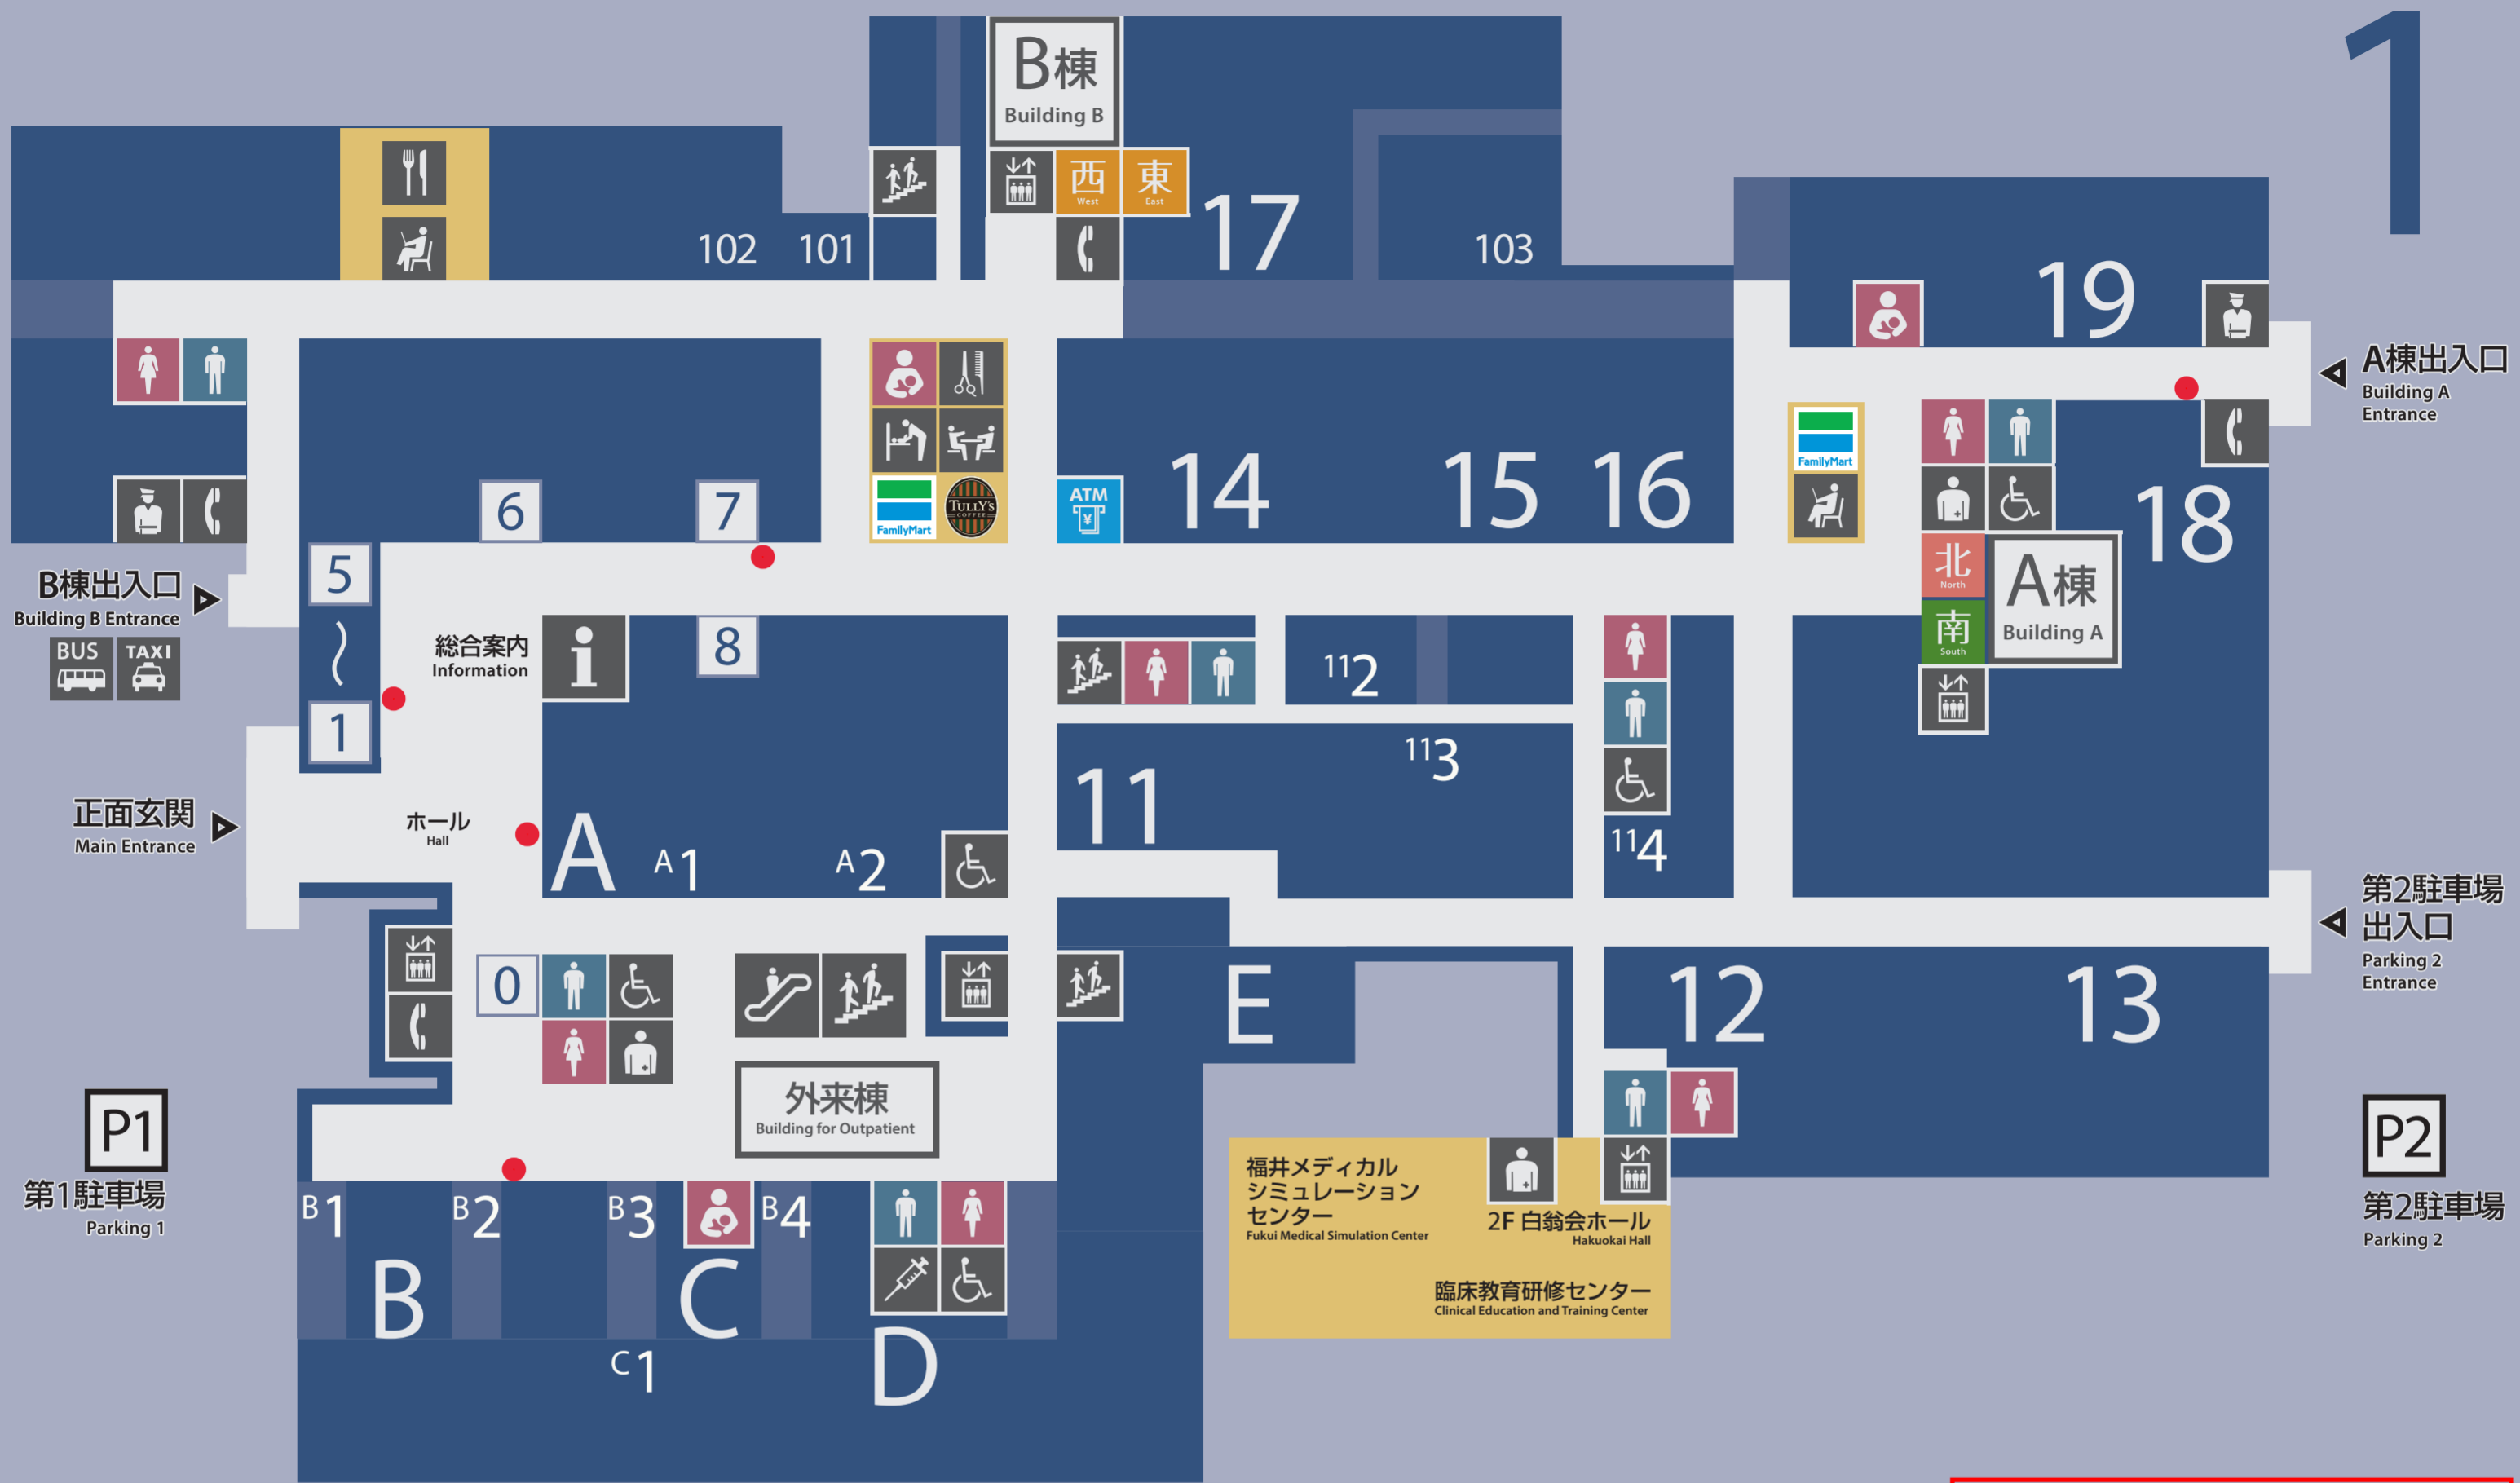 1
B棟
Building B
西
West
東
East
17
102
101
103
19
A棟出入口
Building A
Entrance
6
7
FamilyMart
TULLY'S
COFFEE
ATM
¥
14
15
16
FamilyMart
18
北
North
南
South
A棟
Building A
B棟出入口
Building B Entrance
BUS
TAXI
5
〜
1
総合案内
Information
i
8
112
113
11
114
正面玄関
Main Entrance
ホール
Hall
A
A1
A2
第2駐車場
出入口
Parking 2
Entrance
0
E
12
13
外来棟
Building for Outpatient
P1
第1駐車場
Parking 1
P2
第2駐車場
Parking 2
B1
B2
B3
B4
B
C
D
C1
福井メディカル
シミュレーション
センター
Fukui Medical Simulation Center
2F 白翁会ホール
Hakuokai Hall
臨床教育研修センター
Clinical Education and Training Center